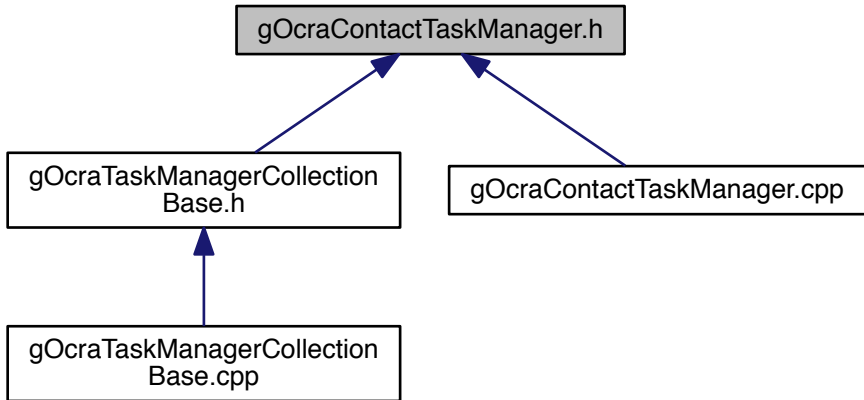 gOcraContactTaskManager.h
gOcraTaskManagerCollection
Base.h
gOcraContactTaskManager.cpp
gOcraTaskManagerCollection
Base.cpp